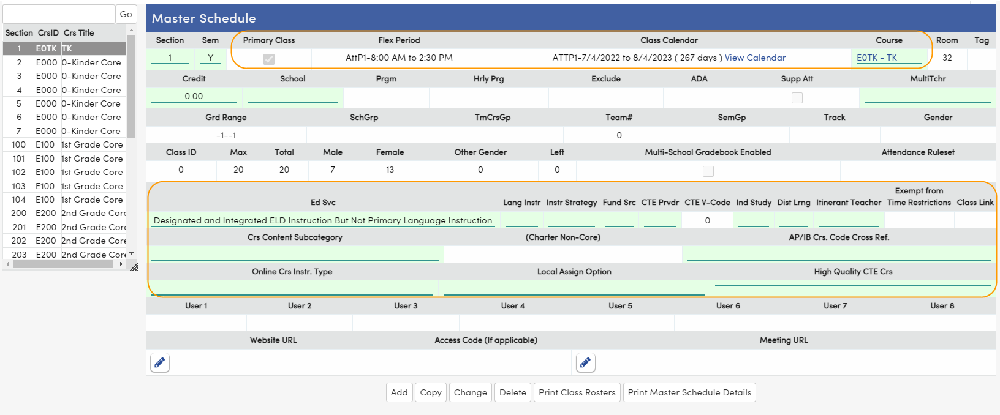 Go
Section CrsID Crs Title
1 E0TK TK
2 E000 0-Kinder Core
3 E000 0-Kinder Core
4 E000 0-Kinder Core
5 E000 0-Kinder Core
6 E000 0-Kinder Core
7 E000 0-Kinder Core
100 E100 1st Grade Core
101 E100 1st Grade Core
102 E100 1st Grade Core
103 E100 1st Grade Core
104 E100 1st Grade Core
200 E200 2nd Grade Core
201 E200 2nd Grade Core
202 E200 2nd Grade Core
203 E200 2nd Grade Core
Master Schedule
Section Sem Primary Class Flex Period Class Calendar Course Room Tag
1 Y AttP1-8:00 AM to 2:30 PM ATTP1-7/4/2022 to 8/4/2023 ( 267 days ) View Calendar E0TK - TK 32
Credit School Prgm Hrly Prg Exclude ADA Supp Att MultiTchr
0.00
Grd Range SchGrp TmCrsGp Team# SemGp Track Gender
-1--1 0
Class ID Max Total Male Female Other Gender Left Multi-School Gradebook Enabled Attendance Ruleset
0 20 20 7 13 0 0
Ed Svc Lang Instr Instr Strategy Fund Src CTE Prvdr CTE V-Code Ind Study Dist Lrng Itinerant Teacher Exempt from Time Restrictions Class Link
Designated and Integrated ELD Instruction But Not Primary Language Instruction 0
Crs Content Subcategory (Charter Non-Core) AP/IB Crs. Code Cross Ref.
Online Crs Instr. Type Local Assign Option High Quality CTE Crs
User 1 User 2 User 3 User 4 User 5 User 6 User 7 User 8
Website URL Access Code (If applicable) Meeting URL
Add Copy Change Delete Print Class Rosters Print Master Schedule Details